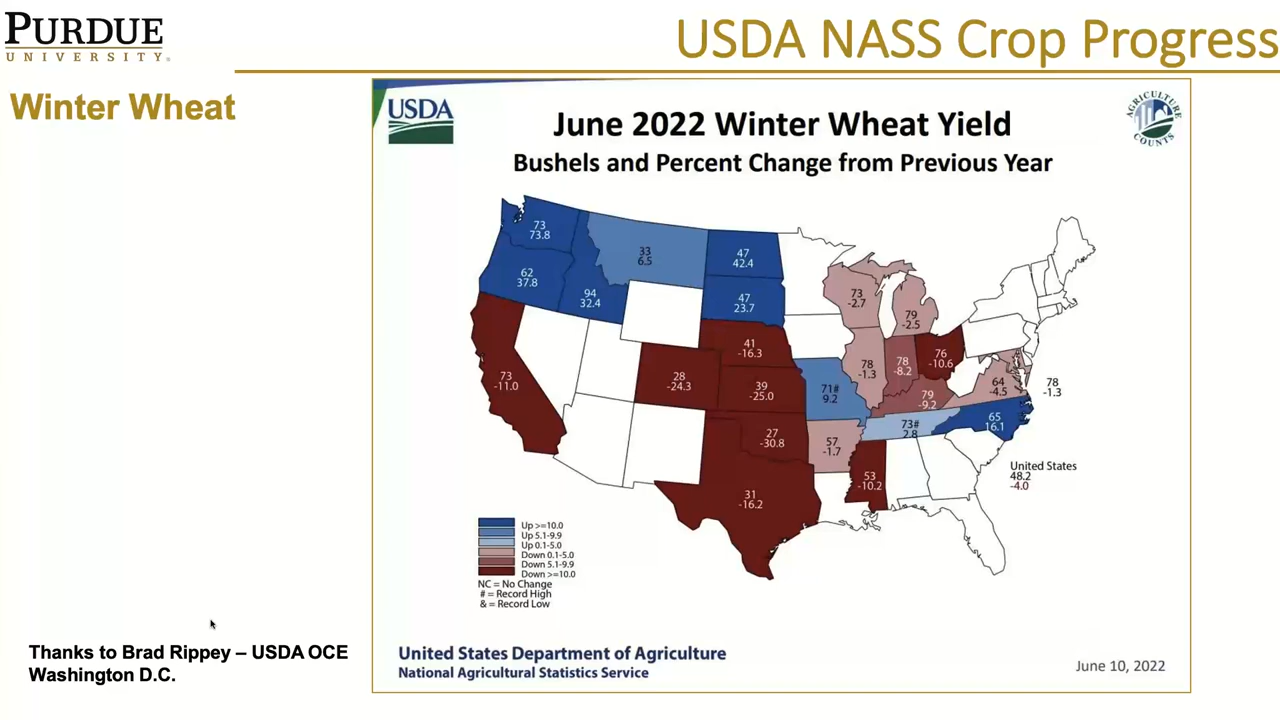 PURDUE
UNIVERSITY®
USDA NASS Crop Progress
Winter Wheat
USDA
AGRICULTURE COUNTS
June 2022 Winter Wheat Yield
Bushels and Percent Change from Previous Year
73
73.8
33
6.5
47
42.4
62
37.8
94
32.4
47
23.7
73
-2.7
79
-2.5
41
-16.3
78
-1.3
78
-8.2
76
-10.6
73
-11.0
28
-24.3
39
-25.0
71#
9.2
79
-9.2
64
-4.5
78
-1.3
27
-30.8
57
-1.7
73#
2.8
65
16.1
31
-16.2
53
-10.2
United States
48.2
-4.0
Up >=10.0
Up 5.1-9.9
Up 0.1-5.0
Down 0.1-5.0
Down 5.1-9.9
Down >=10.0
NC = No Change
# = Record High
& = Record Low
Thanks to Brad Rippey – USDA OCE
Washington D.C.
United States Department of Agriculture
National Agricultural Statistics Service
June 10, 2022